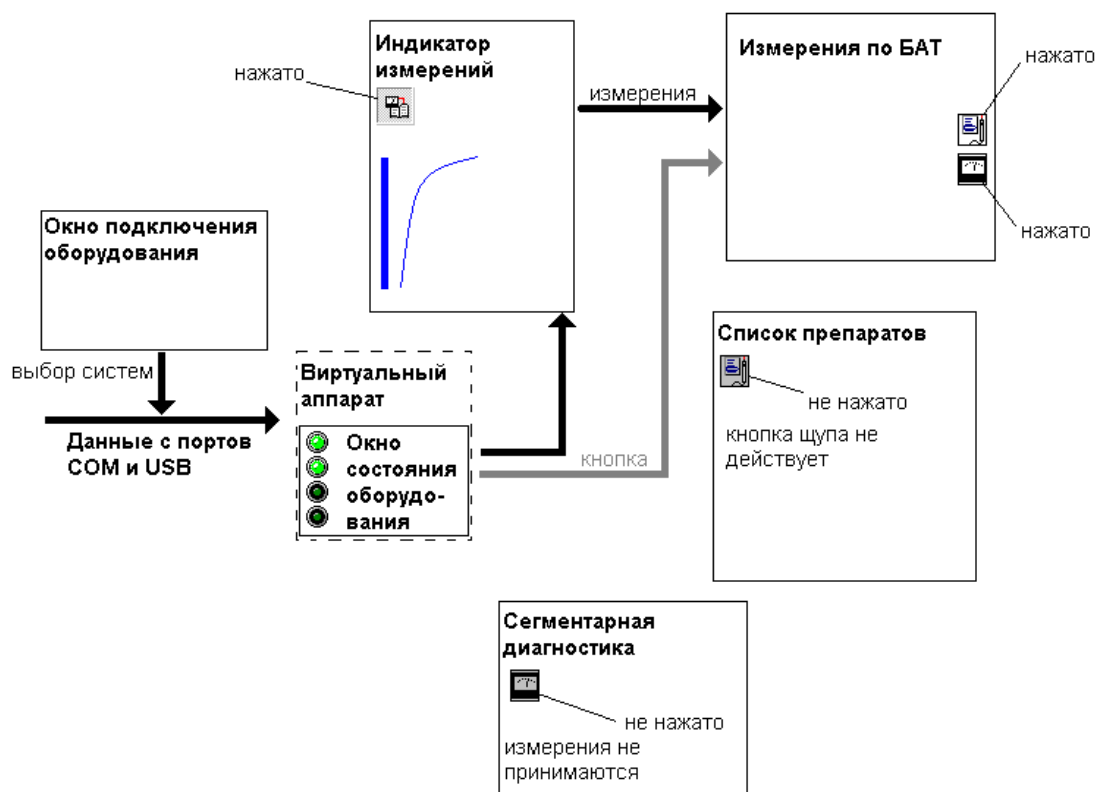 Индикатор
измерений
нажато
измерения
Измерения по БАТ
нажато
нажато
Окно подключения
оборудования
выбор систем
Данные с портов
COM и USB
Виртуальный
аппарат
Окно
состояния
оборудо-
вания
кнопка
Список препаратов
не нажато
кнопка щупа не
действует
Сегментарная
диагностика
не нажато
измерения не
принимаются